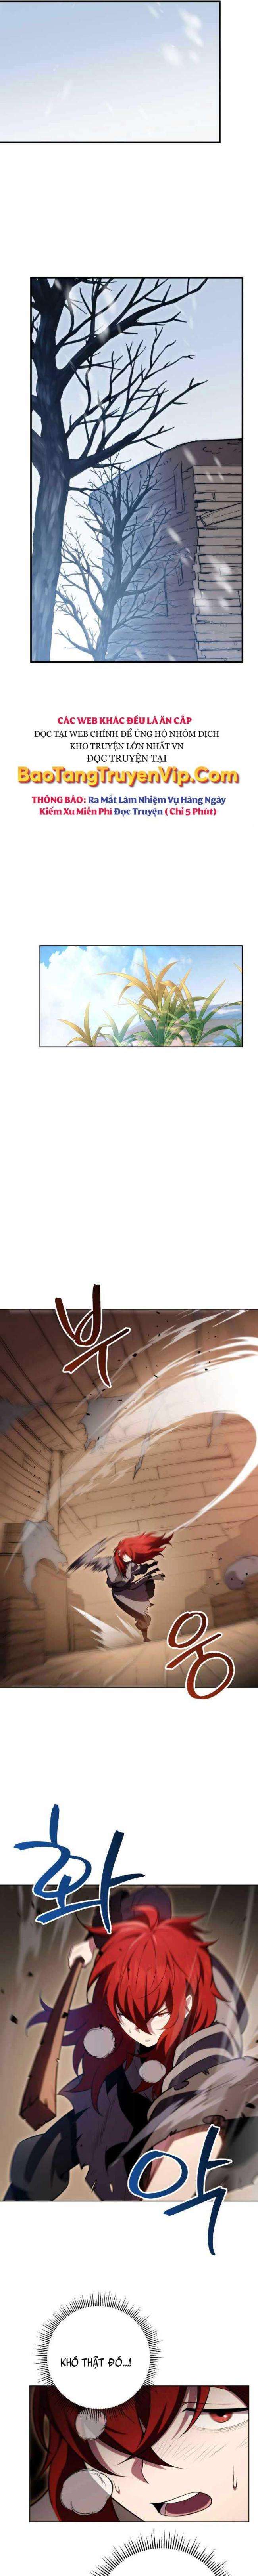 CÁC WEB KHÁC ĐỀU LÀ ĂN CẮP
ĐỌC TẠI WEB CHÍNH ĐỂ ỦNG HỘ NHÓM DỊCH
KHO TRUYỆN LỚN NHẤT VN
ĐỌC TRUYỆN TẠI
BaoTangTruyenVip.Com
THÔNG BÁO: Ra Mắt Làm Nhiệm Vụ Hàng Ngày
Kiếm Xu Miễn Phí Đọc Truyện ( Chỉ 5 Phút)
부
웅
화
악
KHÓ THẬT ĐÓ...!